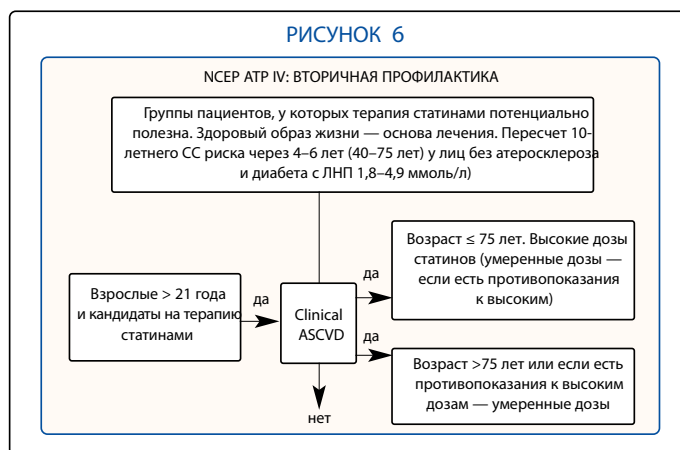 РИСУНОК 6
NCEP ATP IV: ВТОРИЧНАЯ ПРОФИЛАКТИКА
Группы пациентов, у которых терапия статинами потенциально
полезна. Здоровый образ жизни — основа лечения. Пересчет 10-
летнего СС риска через 4–6 лет (40–75 лет) у лиц без атеросклероза
и диабета с ЛНП 1,8–4,9 ммоль/л)
Возраст ≤ 75 лет. Высокие дозы
статинов (умеренные дозы —
если есть противопоказания
к высоким)
да
Взрослые > 21 года
и кандидаты на терапию
статинами
да
Clinical
ASCVD
да
Возраст >75 лет или если есть
противопоказания к высоким
дозам — умеренные дозы
нет